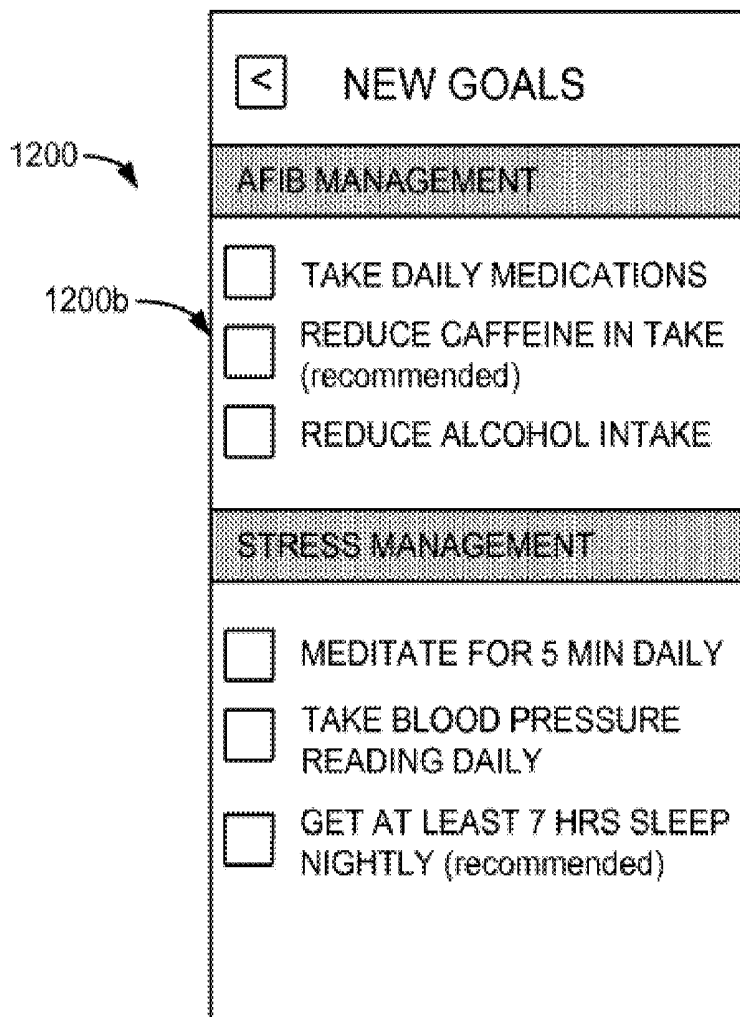 < NEW GOALS
1200
AFIB MANAGEMENT
TAKE DAILY MEDICATIONS
1200b
REDUCE CAFFEINE IN TAKE
(recommended)
REDUCE ALCOHOL INTAKE
STRESS MANAGEMENT
MEDITATE FOR 5 MIN DAILY
TAKE BLOOD PRESSURE
READING DAILY
GET AT LEAST 7 HRS SLEEP
NIGHTLY (recommended)